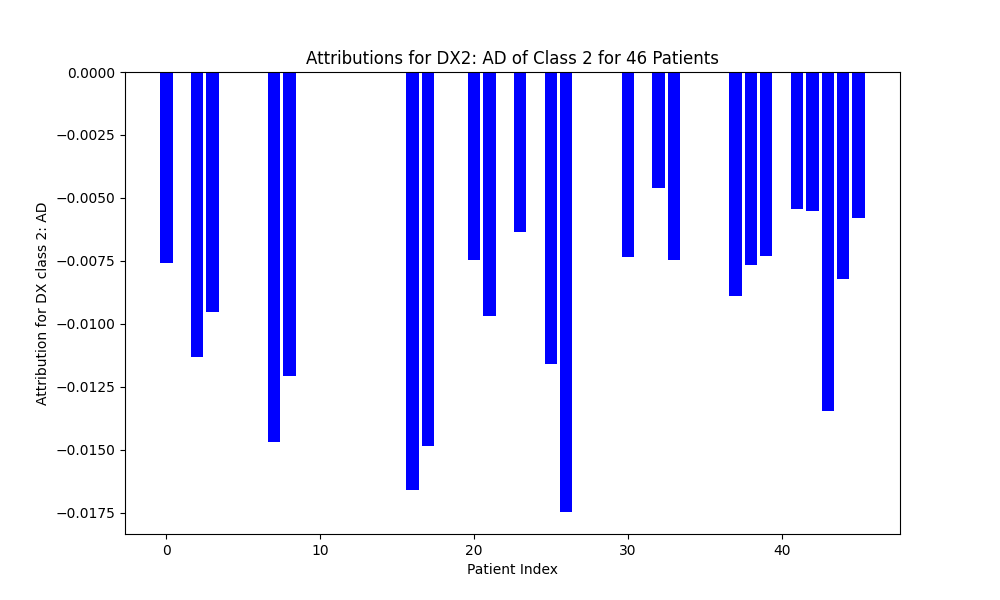 Attributions for DX2: AD of Class 2 for 46 Patients
Attribution for DX class 2: AD
0.0000
−0.0025
−0.0050
−0.0075
−0.0100
−0.0125
−0.0150
−0.0175
0 10 20 30 40
Patient Index